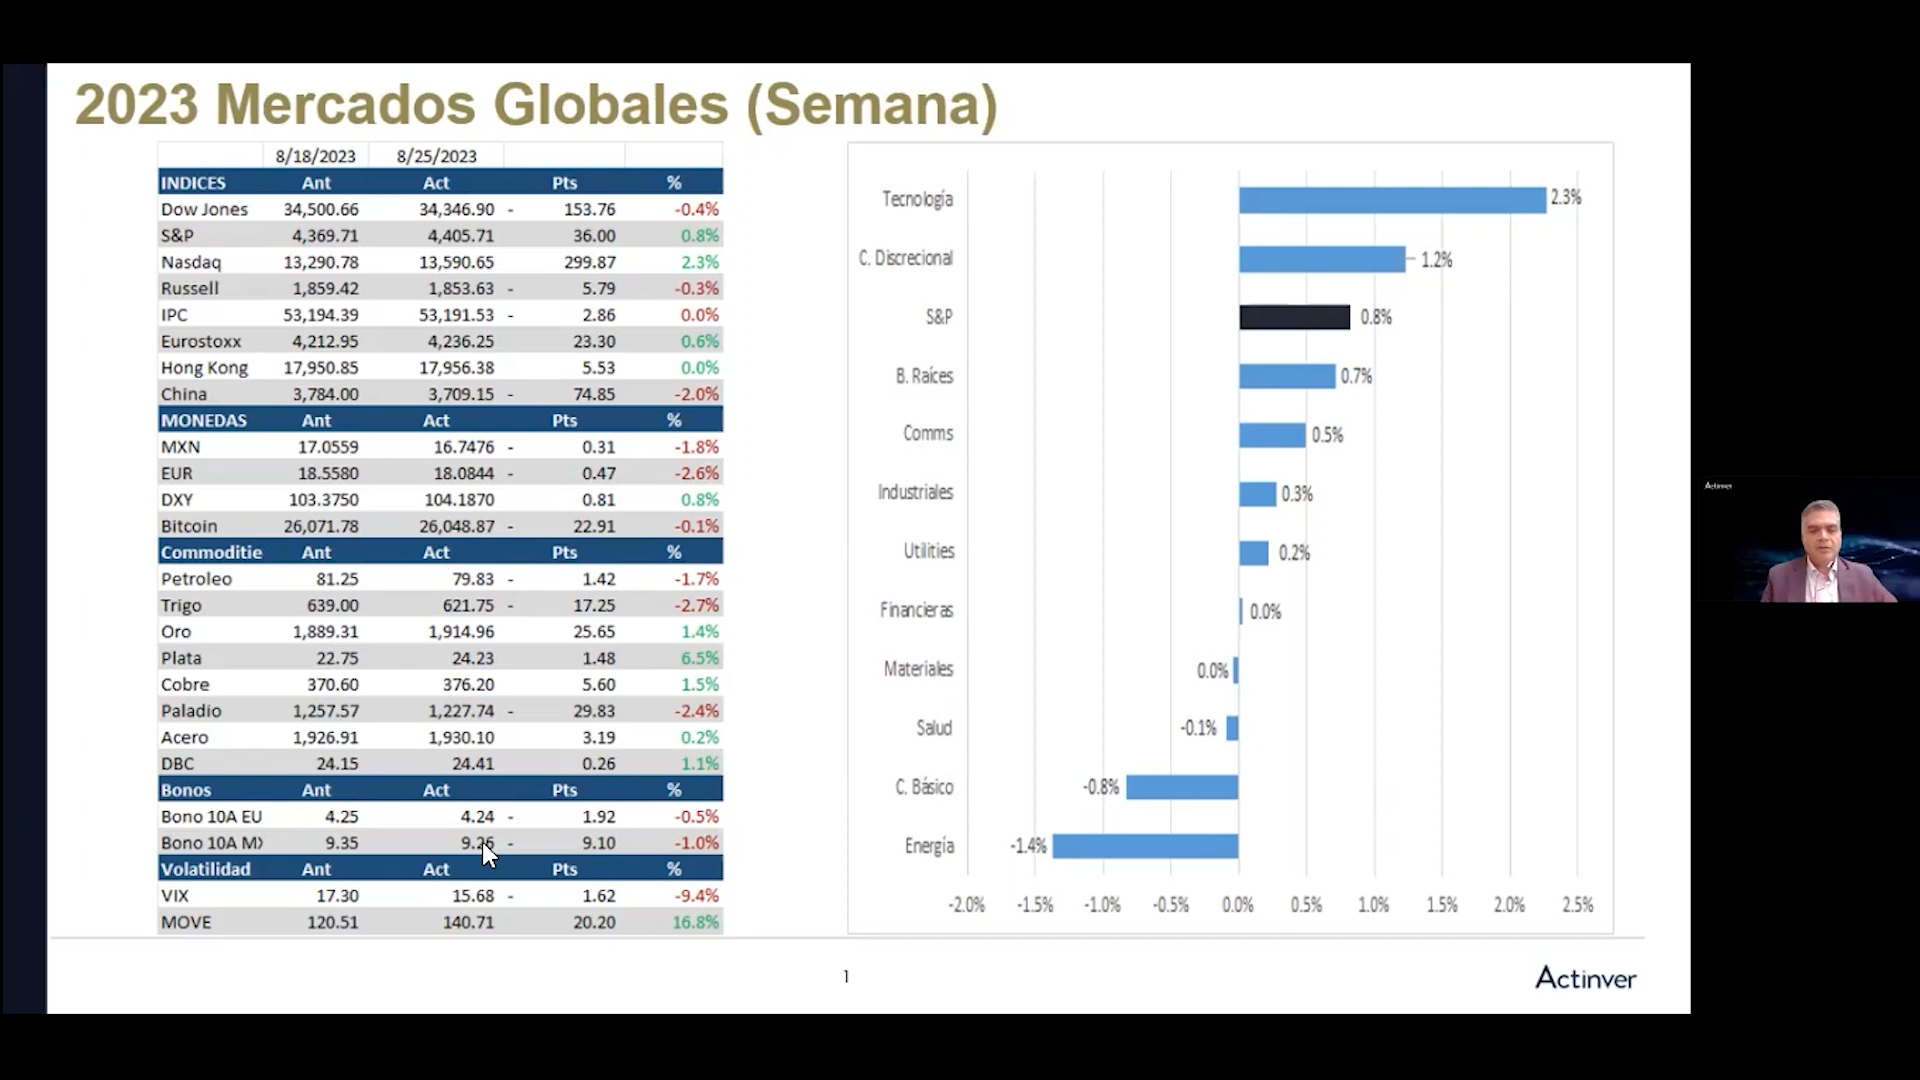 2023 Mercados Globales (Semana)
8/18/2023 8/25/2023
INDICES Ant Act Pts %
Dow Jones 34,500.66 34,346.90 - 153.76 -0.4%
S&P 4,369.71 4,405.71 36.00 0.8%
Nasdaq 13,290.78 13,590.65 299.87 2.3%
Russell 1,859.42 1,853.63 - 5.79 -0.3%
IPC 53,194.39 53,191.53 - 2.86 0.0%
Eurostoxx 4,212.95 4,236.25 23.30 0.6%
Hong Kong 17,950.85 17,956.38 5.53 0.0%
China 3,784.00 3,709.15 - 74.85 -2.0%
MONEDAS Ant Act Pts %
MXN 17.0559 16.7476 - 0.31 -1.8%
EUR 18.5580 18.0844 - 0.47 -2.6%
DXY 103.3750 104.1870 0.81 0.8%
Bitcoin 26,071.78 26,048.87 - 22.91 -0.1%
Commoditie Ant Act Pts %
Petroleo 81.25 79.83 - 1.42 -1.7%
Trigo 639.00 621.75 - 17.25 -2.7%
Oro 1,889.31 1,914.96 25.65 1.4%
Plata 22.75 24.23 1.48 6.5%
Cobre 370.60 376.20 5.60 1.5%
Paladio 1,257.57 1,227.74 - 29.83 -2.4%
Acero 1,926.91 1,930.10 3.19 0.2%
DBC 24.15 24.41 0.26 1.1%
Bonos Ant Act Pts %
Bono 10A EU 4.25 4.24 - 1.92 -0.5%
Bono 10A MX 9.35 9.26 - 9.10 -1.0%
Volatilidad Ant Act Pts %
VIX 17.30 15.68 - 1.62 -9.4%
MOVE 120.51 140.71 20.20 16.8%
Tecnología 2.3%
C. Discrecional 1.2%
S&P 0.8%
B. Raíces 0.7%
Comms 0.5%
Industriales 0.3%
Utilities 0.2%
Financieras 0.0%
Materiales 0.0%
Salud -0.1%
C. Básico -0.8%
Energía -1.4%
-2.0% -1.5% -1.0% -0.5% 0.0% 0.5% 1.0% 1.5% 2.0% 2.5%
1
Actinver
Actinver